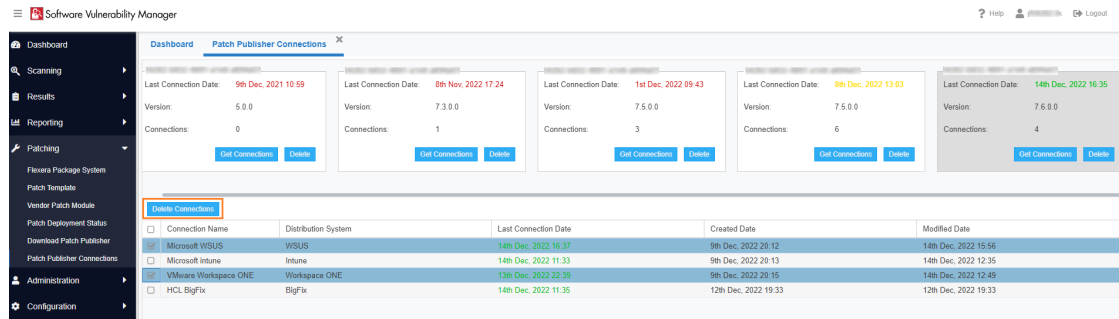 Software Vulnerability Manager
Help
Logout
Dashboard
Scanning
Results
Reporting
Patching
Flexera Package System
Patch Template
Vendor Patch Module
Patch Deployment Status
Download Patch Publisher
Patch Publisher Connections
Administration
Configuration
Dashboard Patch Publisher Connections
Last Connection Date: 9th Dec, 2021 10:59
Version: 5.0.0
Connections: 0
Get Connections Delete
Last Connection Date: 8th Nov, 2022 17:24
Version: 7.3.0.0
Connections: 1
Get Connections Delete
Last Connection Date: 1st Dec, 2022 09:43
Version: 7.5.0.0
Connections: 3
Get Connections Delete
Last Connection Date: 8th Dec, 2022 13:03
Version: 7.5.0.0
Connections: 6
Get Connections Delete
Last Connection Date: 14th Dec, 2022 16:35
Version: 7.6.0.0
Connections: 4
Get Connections Delete
Delete Connections
Connection Name Distribution System Last Connection Date Created Date Modified Date
Microsoft WSUS WSUS 14th Dec, 2022 16:37 9th Dec, 2022 20:12 14th Dec, 2022 15:56
Microsoft intune Intune 14th Dec, 2022 11:33 9th Dec, 2022 20:13 14th Dec, 2022 12:35
VMware Workspace ONE Workspace ONE 13th Dec, 2022 22:39 9th Dec, 2022 20:15 14th Dec, 2022 12:49
HCL BigFix BigFix 14th Dec, 2022 11:35 12th Dec, 2022 19:33 12th Dec, 2022 19:33